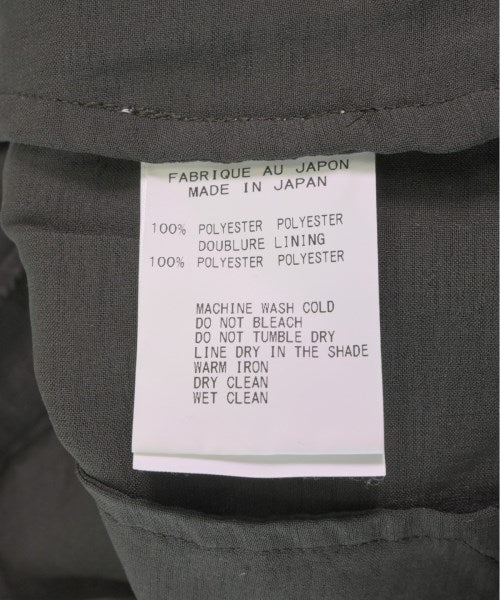 FABRIQUE AU JAPON
MADE IN JAPAN
100% POLYESTER POLYESTER
DOUBLURE LINING
100% POLYESTER POLYESTER
MACHINE WASH COLD
DO NOT BLEACH
DO NOT TUMBLE DRY
LINE DRY IN THE SHADE
WARM IRON
DRY CLEAN
WET CLEAN